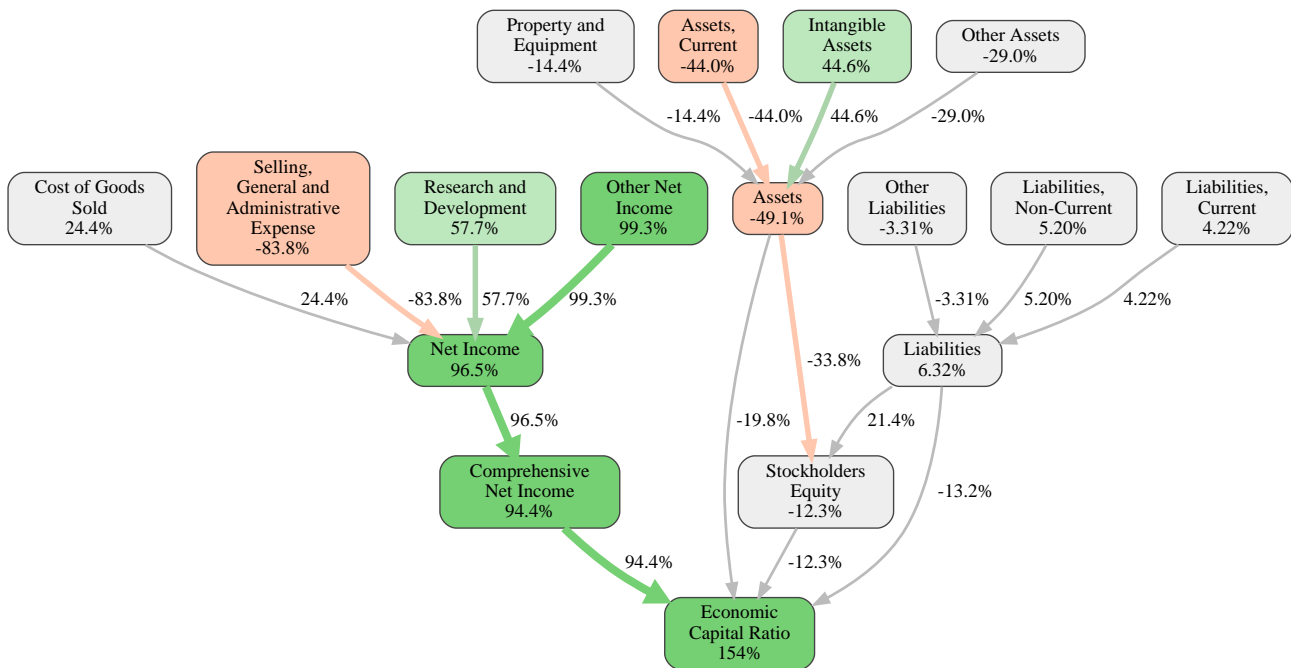 Property and
Equipment
-14.4%
Assets,
Current
-44.0%
Intangible
Assets
44.6%
Other Assets
-29.0%
-14.4%
-44.0%
44.6%
-29.0%
Cost of Goods
Sold
24.4%
Selling,
General and
Administrative
Expense
-83.8%
Research and
Development
57.7%
Other Net
Income
99.3%
Assets
-49.1%
Other
Liabilities
-3.31%
Liabilities,
Non-Current
5.20%
Liabilities,
Current
4.22%
24.4%
-83.8%
57.7%
99.3%
-3.31%
5.20%
4.22%
Net Income
96.5%
Liabilities
6.32%
-33.8%
96.5%
-19.8%
21.4%
-13.2%
Comprehensive
Net Income
94.4%
Stockholders
Equity
-12.3%
94.4%
-12.3%
Economic
Capital Ratio
154%